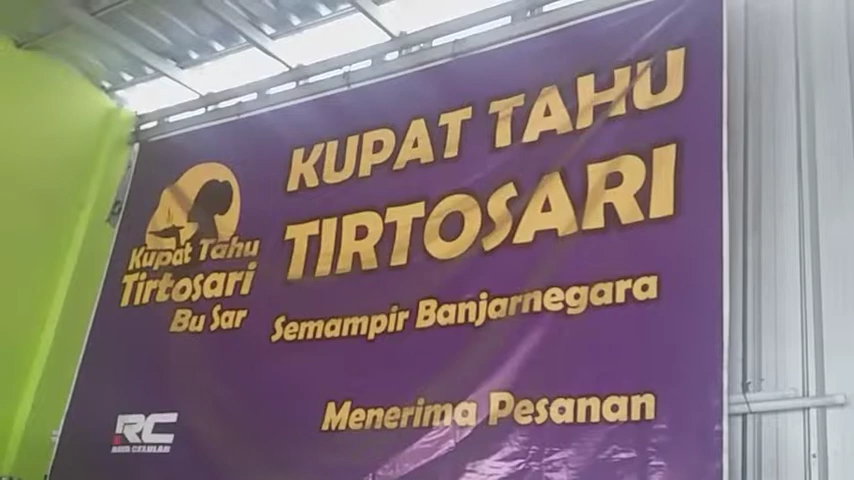 KUPAT TAHU
TIRTOSARI
Semampir Banjarnegara
Menerima Pesanan
Kupat Tahu
Tirtosari
Bu Sar
RC